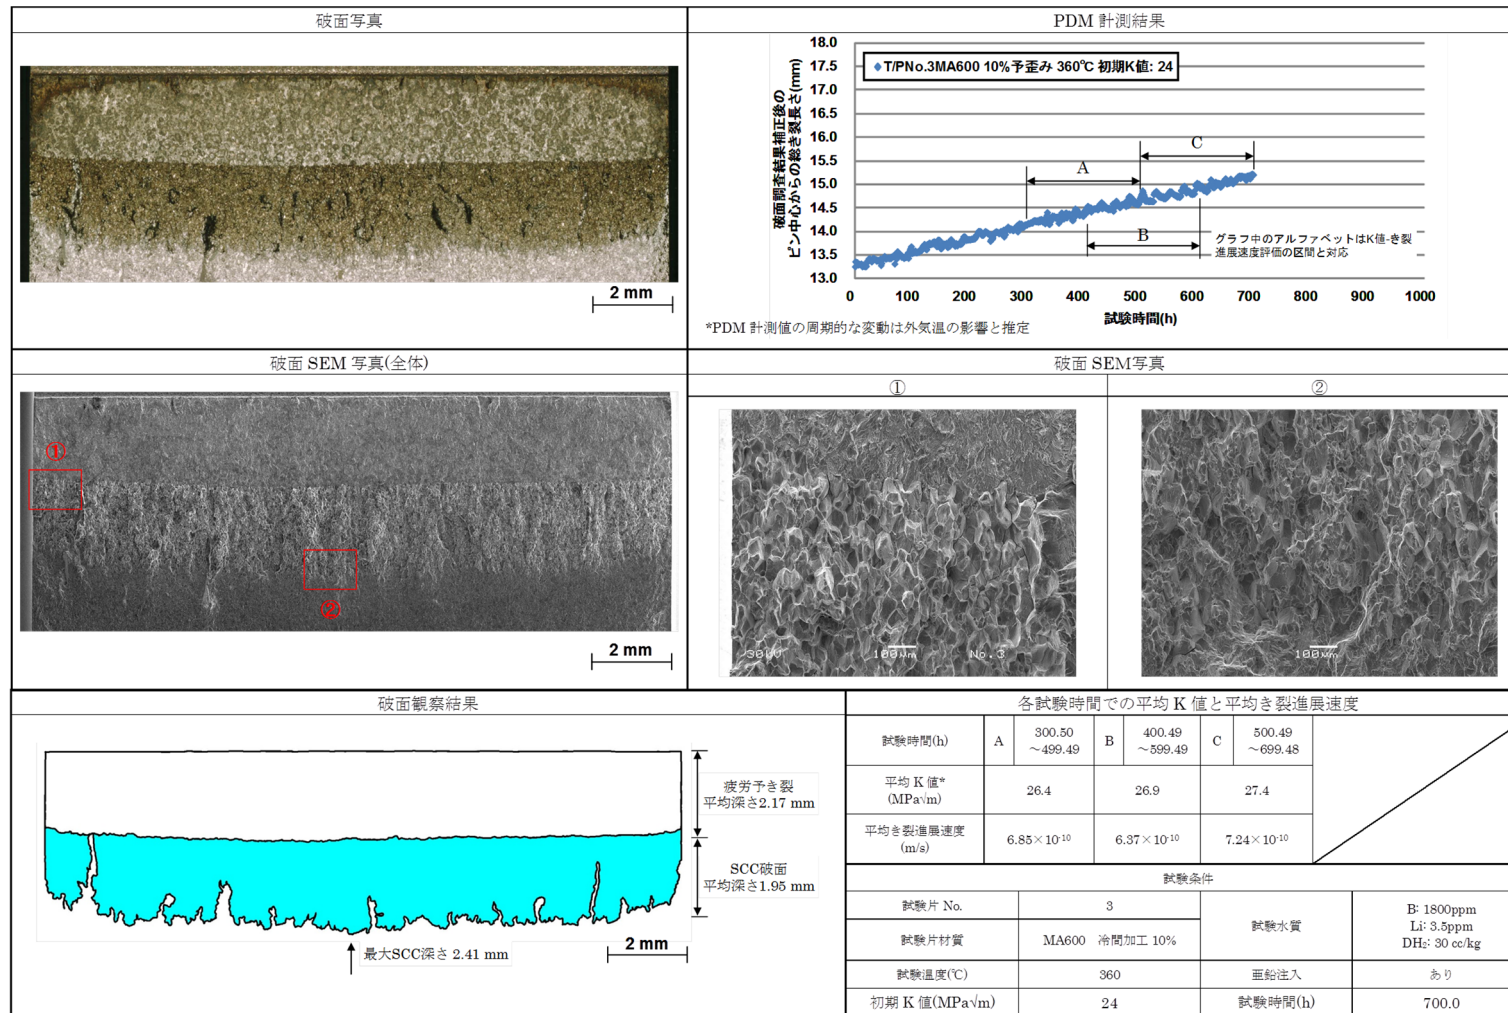 破面写真
2 mm
PDM 計測結果
破面調査結果補正後の
ピン中心からの総き裂長さ(mm)
18.0
17.5
17.0
16.5
16.0
15.5
15.0
14.5
14.0
13.5
13.0
T/PNo.3MA600 10%予歪み 360℃ 初期K値: 24
A
C
B
グラフ中のアルファベットはK値-き裂
進展速度評価の区間と対応
0 100 200 300 400 500 600 700 800 900 1000
試験時間(h)
*PDM 計測値の周期的な変動は外気温の影響と推定
破面 SEM 写真(全体)
①
②
2 mm
破面 SEM写真
① ②
30kV 100μm No.3
100μm
破面観察結果
疲労予き裂
平均深さ2.17 mm
SCC破面
平均深さ1.95 mm
最大SCC深さ 2.41 mm
2 mm
各試験時間での平均 K 値と平均き裂進展速度
試験時間(h) A 300.50 ～499.49 B 400.49 ～599.49 C 500.49 ～699.48
平均 K 値*
(MPa√m) 26.4 26.9 27.4
平均き裂進展速度
(m/s) 6.85×10⁻¹⁰ 6.37×10⁻¹⁰ 7.24×10⁻¹⁰
試験条件
試験片 No. 3 試験水質 B: 1800ppm
Li: 3.5ppm
DH₂: 30 cc/kg
試験片材質 MA600 冷間加工 10%
試験温度(℃) 360 亜鉛注入 あり
初期 K 値(MPa√m) 24 試験時間(h) 700.0